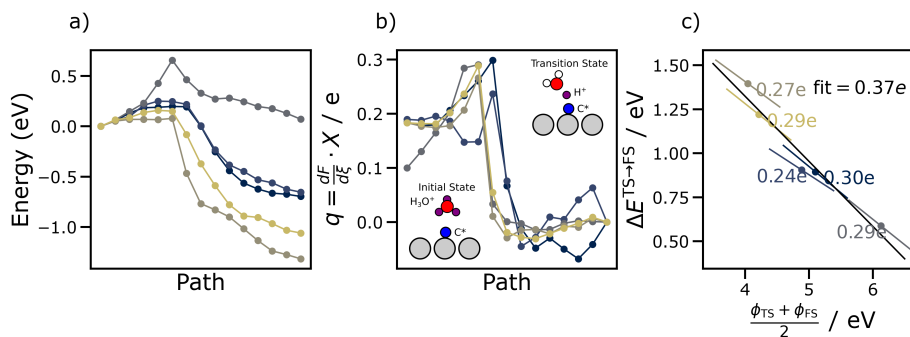 a)
Energy (eV)
0.5
0.0
−0.5
−1.0
Path
b)
q = dF/dξ · X / e
0.3
0.2
0.1
0.0
Transition State
H⁺
C*
Initial State
H₃O⁺
C*
Path
c)
ΔE^TS→FS / eV
1.50
1.25
1.00
0.75
0.50
0.27e
fit = 0.37e
0.29e
0.24e
0.30e
0.29e
4
5
6
ϕ_TS + ϕ_FS / 2 / eV